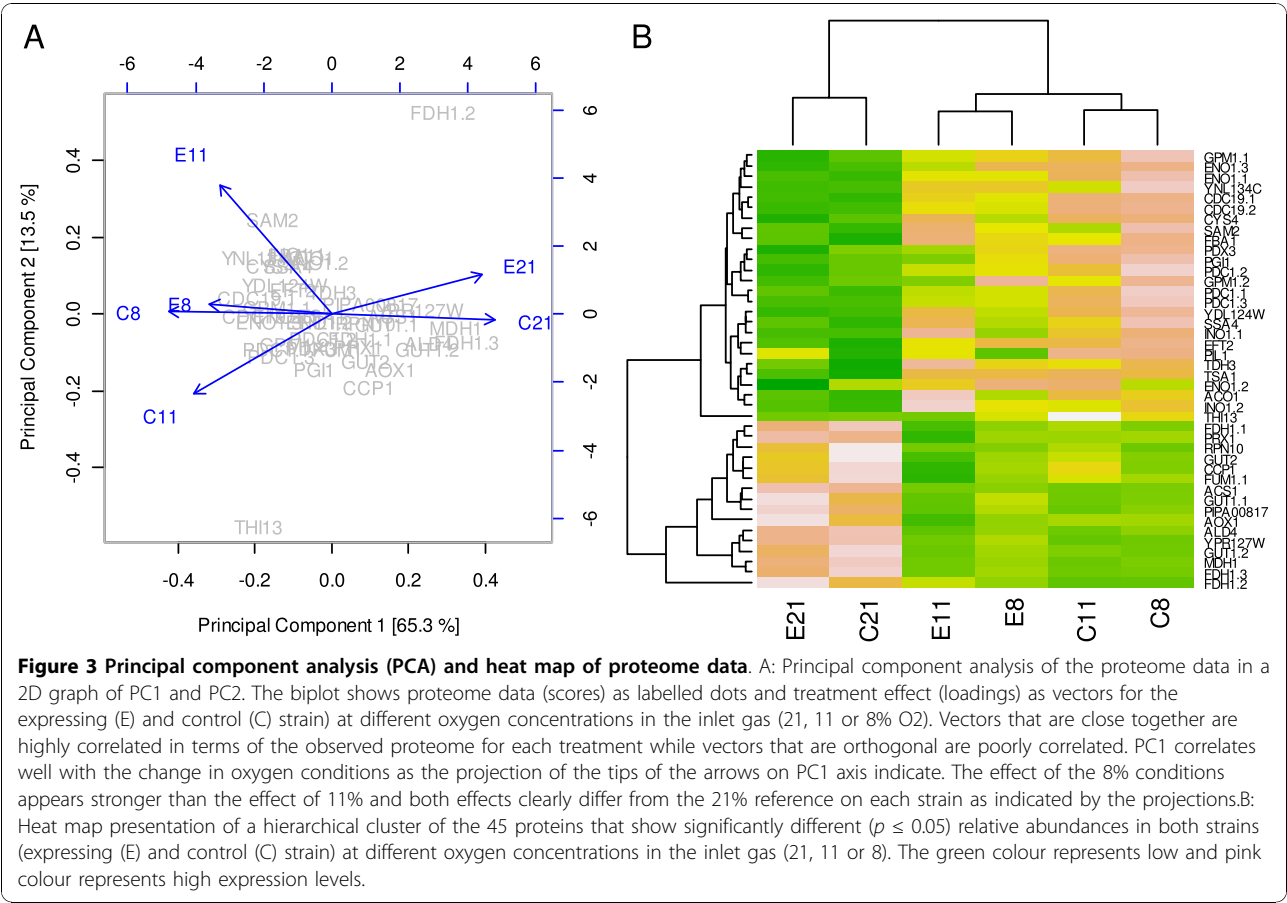 A
B
-6 -4 -2 0 2 4 6
6
4
2
0
-2
-4
-6
0.4
0.2
0.0
-0.2
-0.4
-0.4 -0.2 0.0 0.2 0.4
Principal Component 2 [13.5 %]
Principal Component 1 [65.3 %]
FDH1.2
E11
SAM2
E21
C8
E8
C21
MDH1
FDH1.3
ALD4
GUT1.2
GUT2
PGI1
AOX1
CCP1
C11
THI13
GPM1.1
ENO1.3
ENO1.1
YNL134C
CDC19.1
CDC19.2
CYS4
SAM2
FBA1
PDX3
PGI1
PDC1.2
GPM1.2
PDC1.1
PDC1.3
YDL124W
SSA4
INO1.1
EFT2
PIL1
TDH3
TSA1
ENO1.2
ACO1
INO1.2
THI13
FDH1.1
PRX1
RPN10
GUT2
CCP1
FUM1.1
ACS1
GUT1.1
PIPA00817
AOX1
ALD4
YPR127W
GUT1.2
MDH1
FDH1.3
FDH1.2
E21 C21 E11 E8 C11 C8
Figure 3 Principal component analysis (PCA) and heat map of proteome data. A: Principal component analysis of the proteome data in a
2D graph of PC1 and PC2. The biplot shows proteome data (scores) as labelled dots and treatment effect (loadings) as vectors for the
expressing (E) and control (C) strain) at different oxygen concentrations in the inlet gas (21, 11 or 8% O2). Vectors that are close together are
highly correlated in terms of the observed proteome for each treatment while vectors that are orthogonal are poorly correlated. PC1 correlates
well with the change in oxygen conditions as the projection of the tips of the arrows on PC1 axis indicate. The effect of the 8% conditions
appears stronger than the effect of 11% and both effects clearly differ from the 21% reference on each strain as indicated by the projections.B:
Heat map presentation of a hierarchical cluster of the 45 proteins that show significantly different (p ≤ 0.05) relative abundances in both strains
(expressing (E) and control (C) strain) at different oxygen concentrations in the inlet gas (21, 11 or 8). The green colour represents low and pink
colour represents high expression levels.